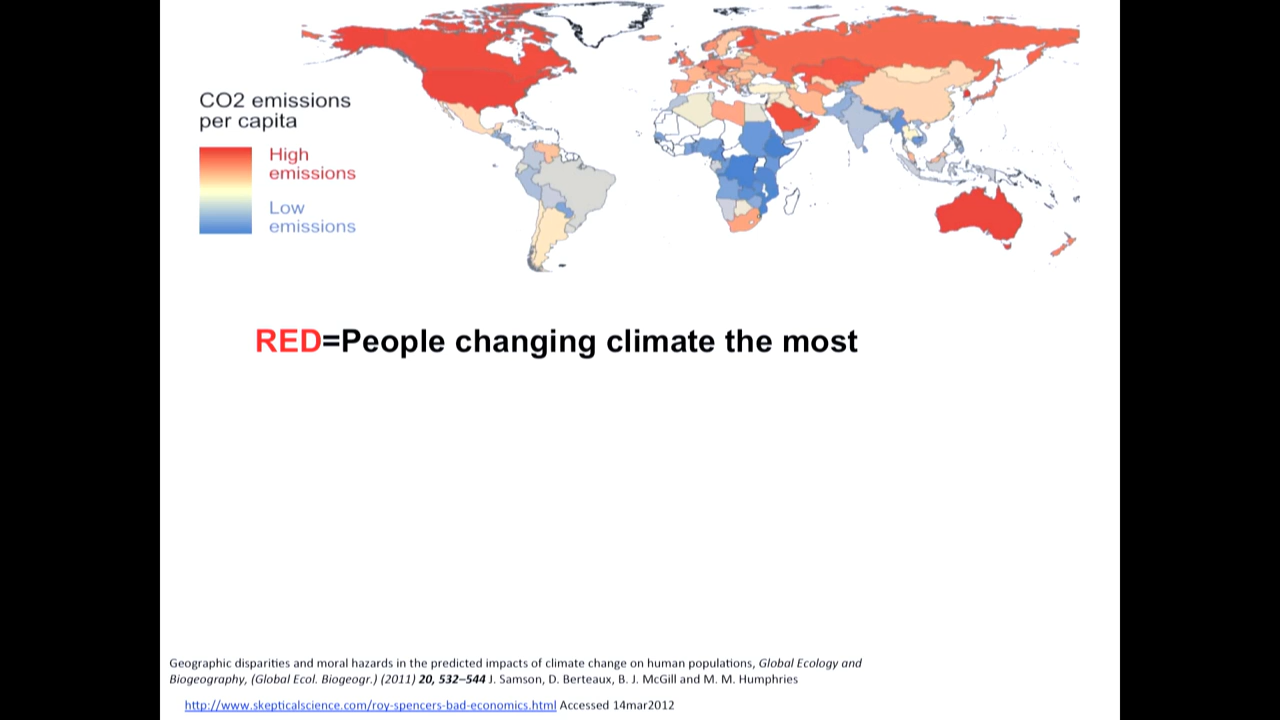 CO2 emissions
per capita
High
emissions
Low
emissions
RED=People changing climate the most
Geographic disparities and moral hazards in the predicted impacts of climate change on human populations, Global Ecology and
Biogeography, (Global Ecol. Biogeogr.) (2011) 20, 532–544 J. Samson, D. Berteaux, B. J. McGill and M. M. Humphries
http://www.skepticalscience.com/roy-spencers-bad-economics.html Accessed 14mar2012